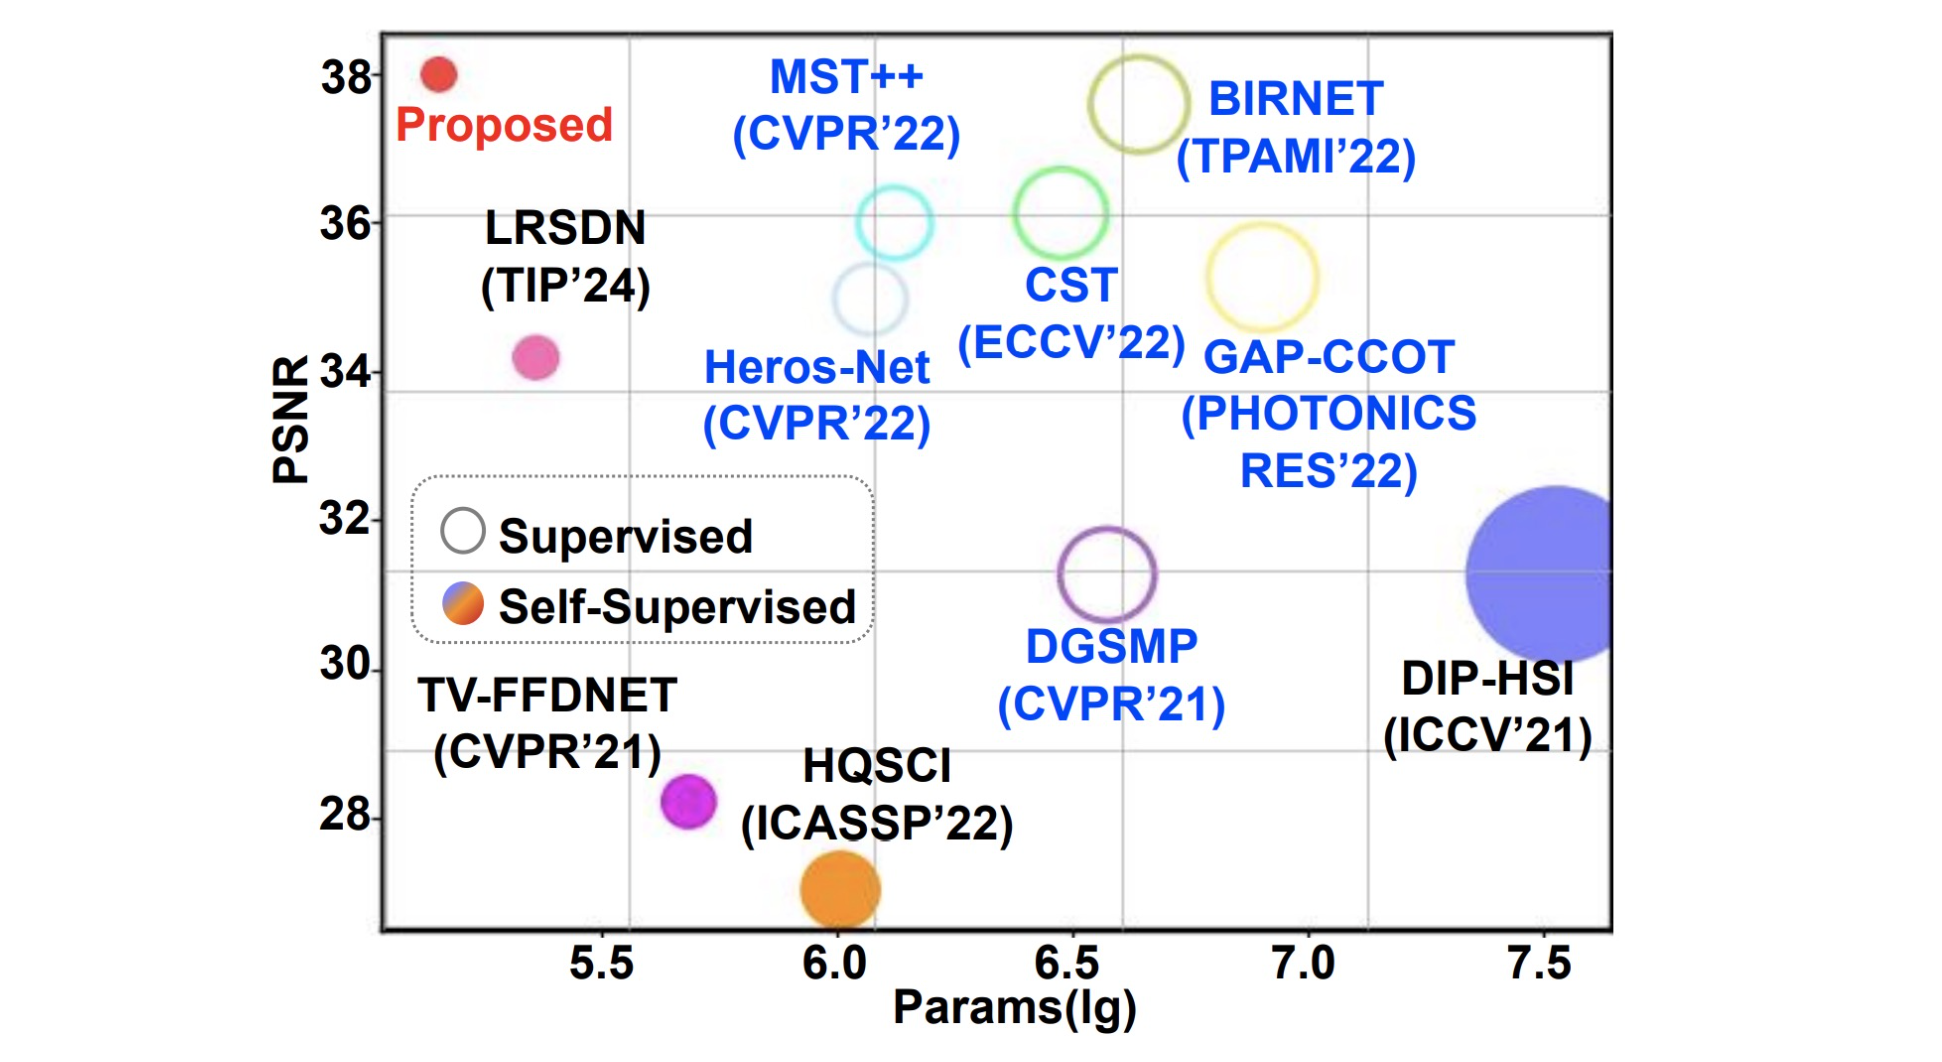 38
36
34
32
30
28
PSNR
Proposed
MST++
(CVPR’22)
BIRNET
(TPAMI’22)
LRSDN
(TIP’24)
CST
(ECCV’22)
Heros-Net
(CVPR’22)
GAP-CCOT
(PHOTONICS
RES’22)
Supervised
Self-Supervised
DGSMP
(CVPR’21)
DIP-HSI
(ICCV’21)
TV-FFDNET
(CVPR’21)
HQSCI
(ICASSP’22)
5.5
6.0
6.5
7.0
7.5
Params(lg)